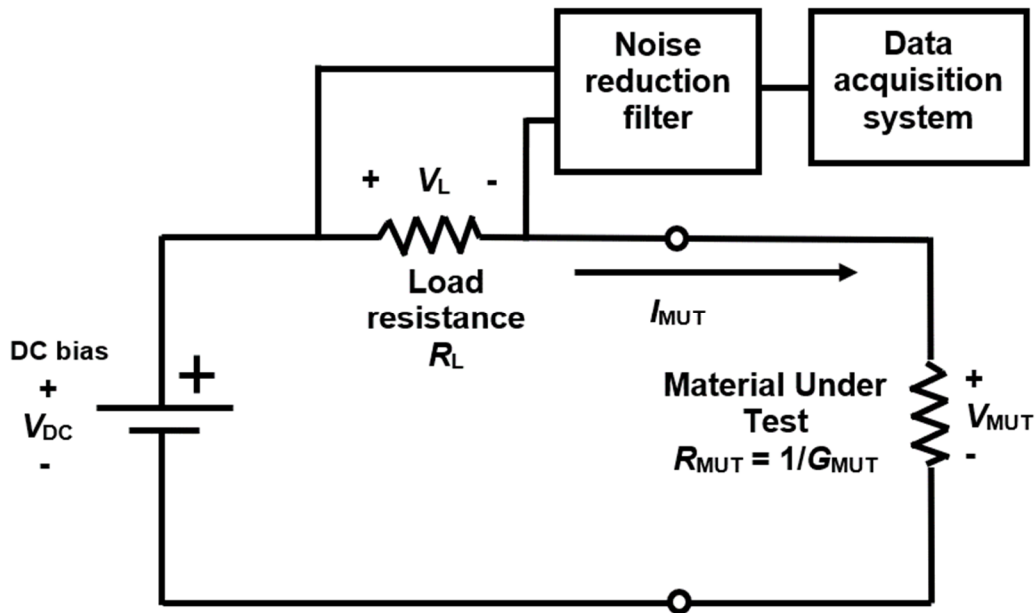 Noise
reduction
filter
Data
acquisition
system
+ VL -
Load
resistance
RL
IMUT
DC bias
+
VDC
-
+
Material Under
Test
RMUT = 1/GMUT
+
VMUT
-